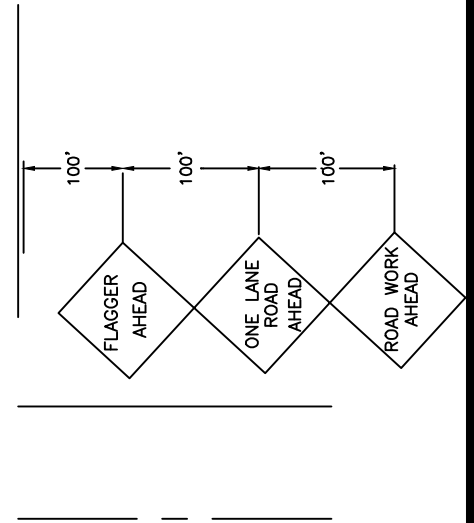 100'
100'
100'
FLAGGER
AHEAD
ONE LANE
ROAD
AHEAD
ROAD WORK
AHEAD